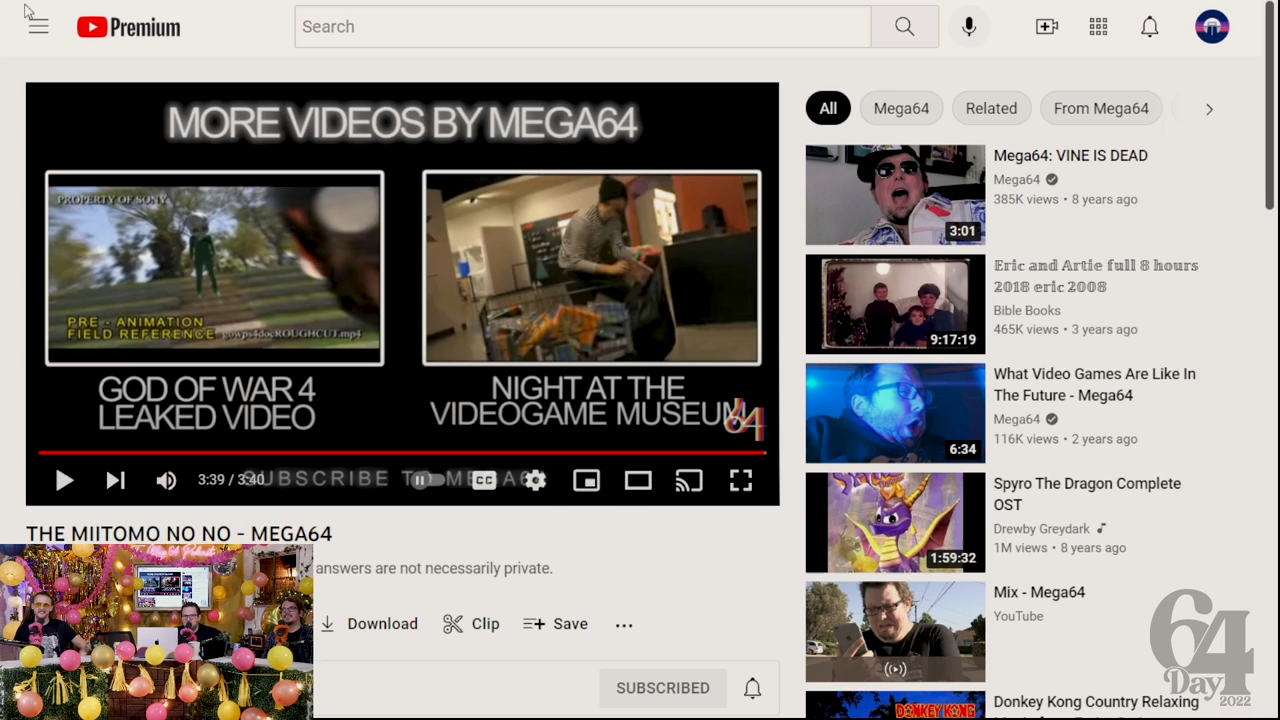 Premium
Search
MORE VIDEOS BY MEGA64
PROPERTY OF SONY
PRE - ANIMATION
FIELD REFERENCE
gowps4docROUGHCUT.mp4
GOD OF WAR 4
LEAKED VIDEO
NIGHT AT THE
VIDEOGAME MUSEUM
64
SUBSCRIBE TO MEGA64
3:39 / 3:40
CC
THE MIITOMO NO NO - MEGA64
answers are not necessarily private.
Download
Clip
Save
SUBSCRIBED
All
Mega64
Related
From Mega64
Mega64: VINE IS DEAD
Mega64
385K views • 8 years ago
3:01
𝔼𝕣𝕚𝕔 𝕒𝕟𝕕 𝔸𝕣𝕥𝕚𝕖 𝕗𝕦𝕝𝕝 𝟠 𝕙𝕠𝕦𝕣𝕤
𝟚𝟘𝟙𝟠 𝕖𝕣𝕚𝕔 𝟚𝟘𝟘𝟠
Bible Books
465K views • 3 years ago
9:17:19
What Video Games Are Like In
The Future - Mega64
Mega64
116K views • 2 years ago
6:34
Spyro The Dragon Complete
OST
Drewby Greydark
1M views • 8 years ago
1:59:32
Mix - Mega64
YouTube
Donkey Kong Country Relaxing
DONKEY KONG
64
Day
2022